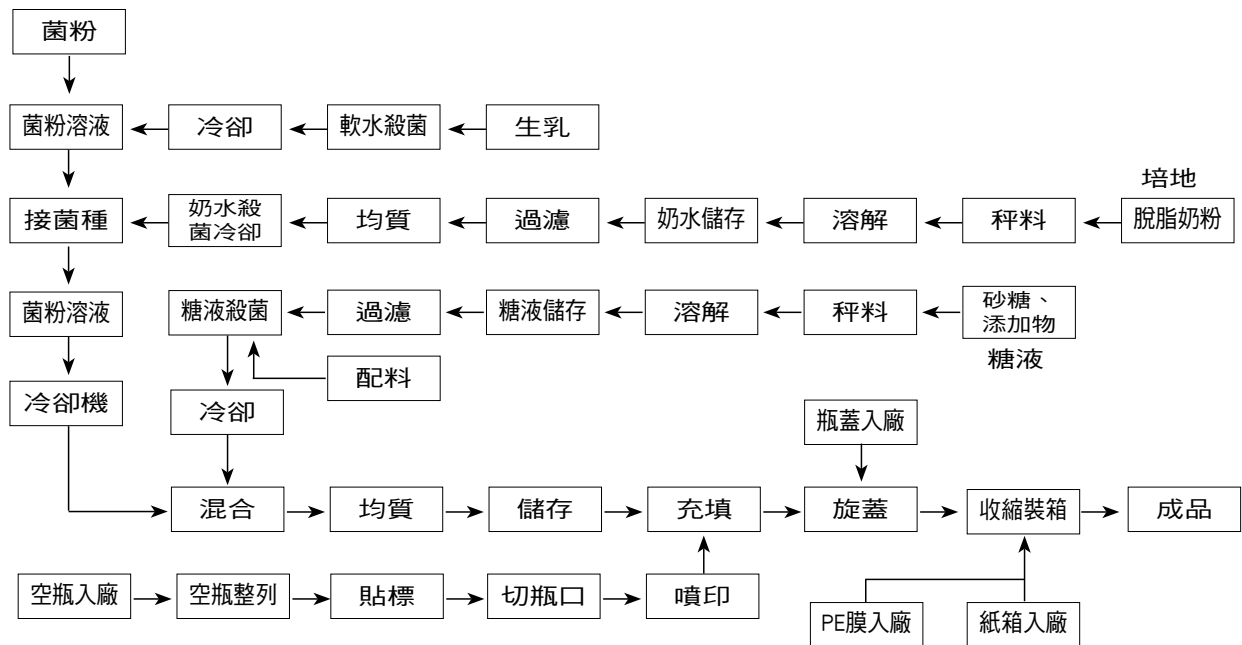 菌粉
菌粉溶液
冷卻
軟水殺菌
生乳
培地
接菌種
奶水殺
菌冷卻
均質
過濾
奶水儲存
溶解
秤料
脫脂奶粉
菌粉溶液
糖液殺菌
過濾
糖液儲存
溶解
秤料
砂糖、
添加物
糖液
配料
冷卻機
冷卻
瓶蓋入廠
混合
均質
儲存
充填
旋蓋
收縮裝箱
成品
空瓶入廠
空瓶整列
貼標
切瓶口
噴印
PE膜入廠
紙箱入廠